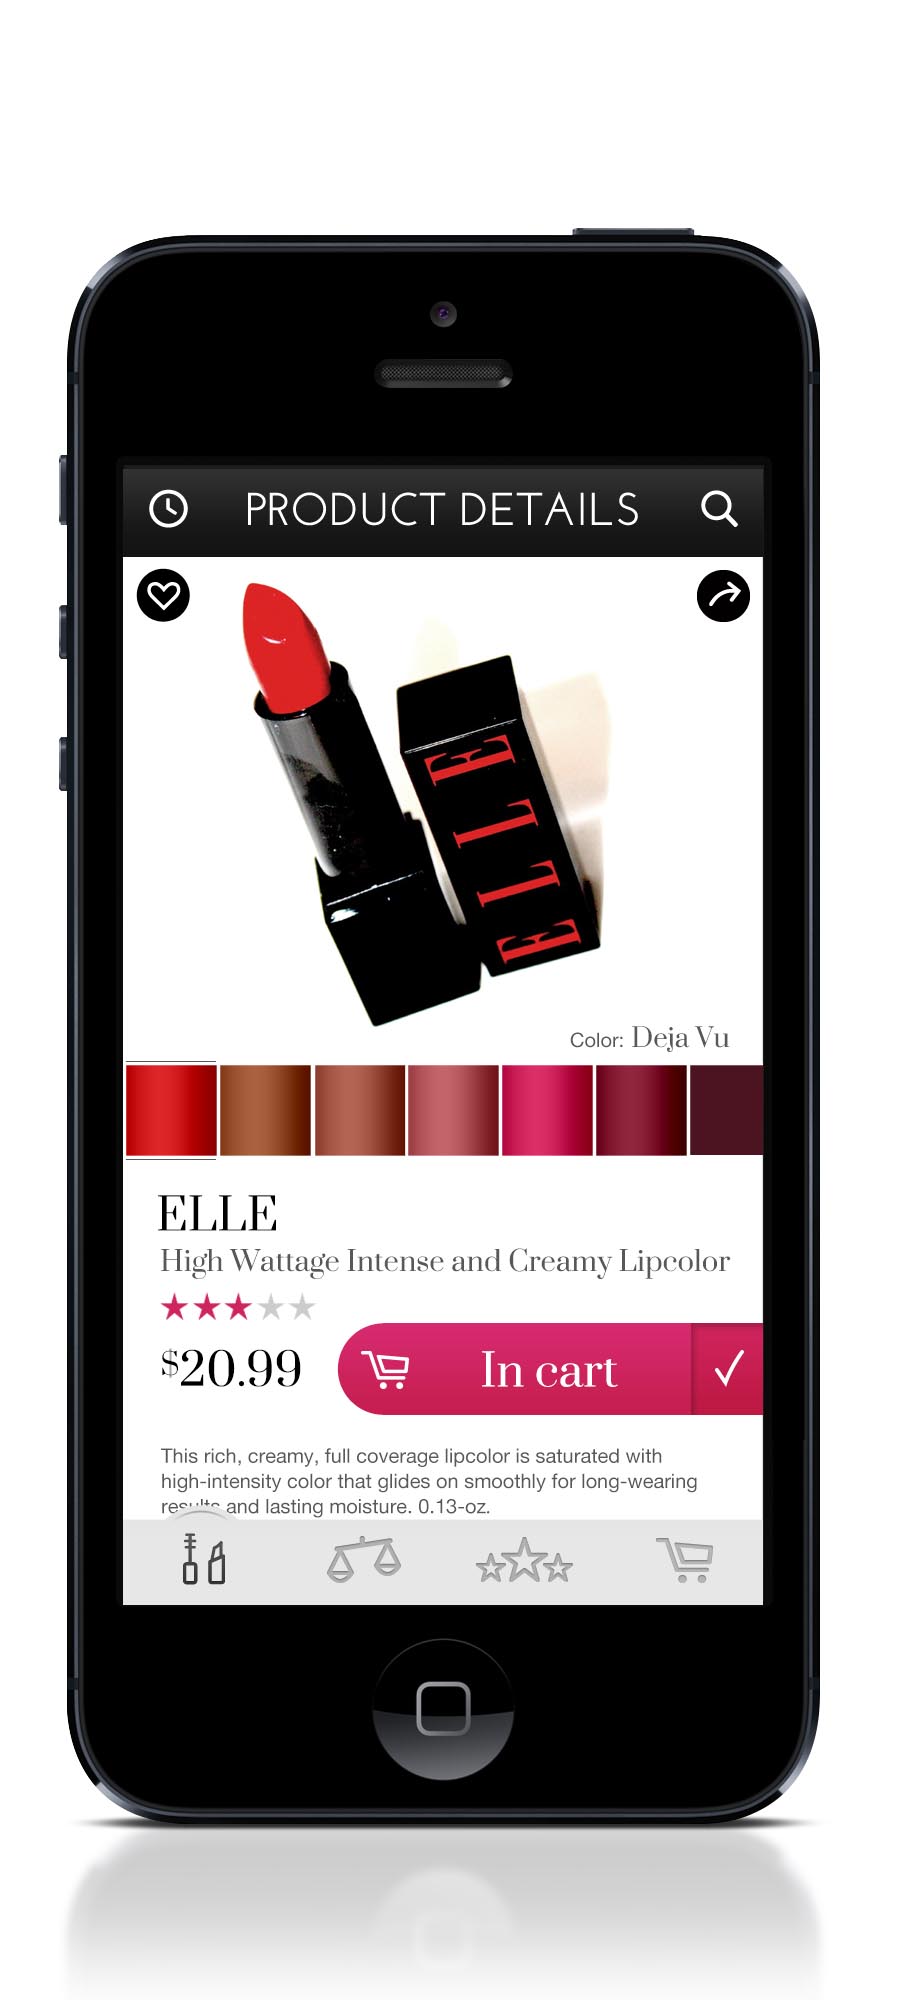 PRODUCT DETAILS
ELLE
Color: Deja Vu
ELLE
High Wattage Intense and Creamy Lipcolor
$20.99
In cart
This rich, creamy, full coverage lipcolor is saturated with
high-intensity color that glides on smoothly for long-wearing
results and lasting moisture. 0.13-oz.